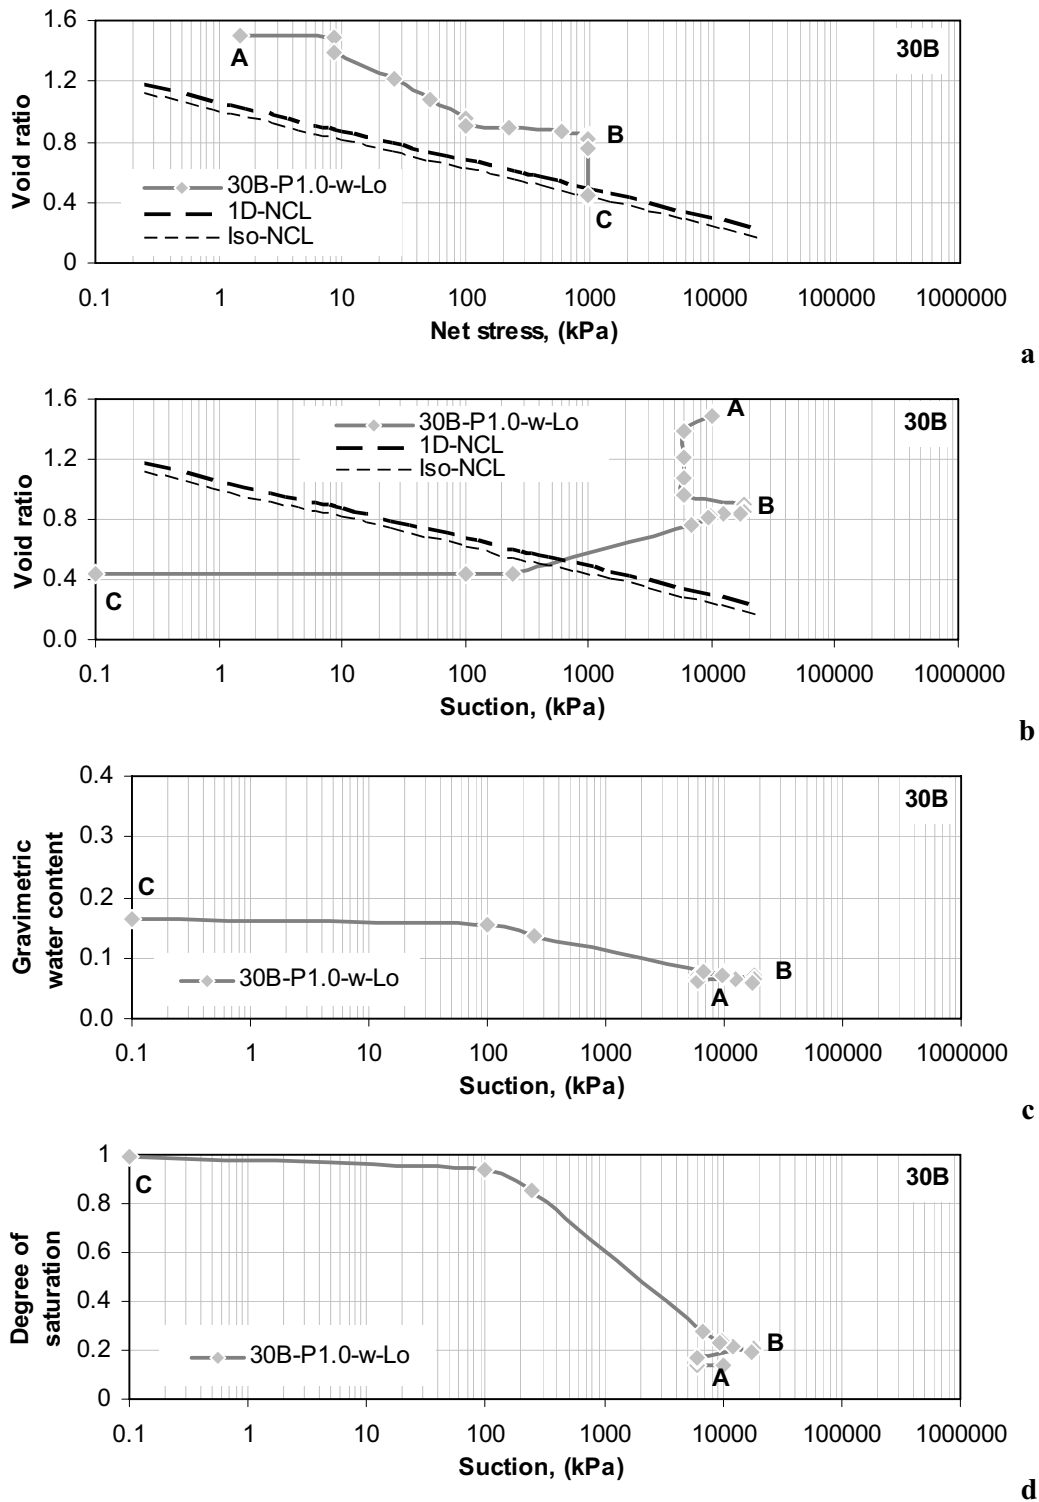 1.6
1.2
0.8
0.4
0
Void ratio
30B
A
B
C
30B-P1.0-w-Lo
1D-NCL
Iso-NCL
0.1 1 10 100 1000 10000 100000 1000000
Net stress, (kPa)
a
1.6
1.2
0.8
0.4
0.0
Void ratio
30B-P1.0-w-Lo
1D-NCL
Iso-NCL
A
30B
B
C
0.1 1 10 100 1000 10000 100000 1000000
Suction, (kPa)
b
0.4
0.3
0.2
0.1
0.0
Gravimetric
water content
30B
C
B
A
30B-P1.0-w-Lo
0.1 1 10 100 1000 10000 100000 1000000
Suction, (kPa)
c
1
0.8
0.6
0.4
0.2
0
Degree of
saturation
30B
C
B
A
30B-P1.0-w-Lo
0.1 1 10 100 1000 10000 100000 1000000
Suction, (kPa)
d